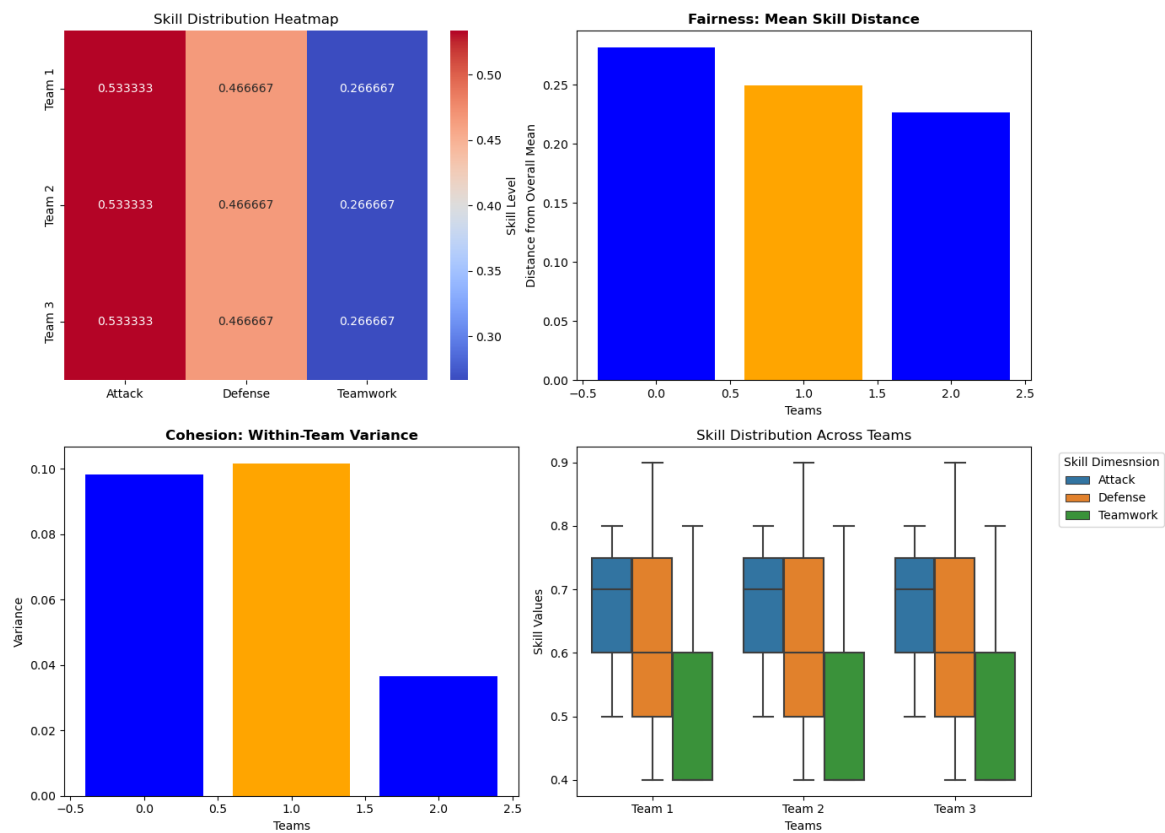 Skill Distribution Heatmap
Team 1
Team 2
Team 3
0.533333 0.466667 0.266667
0.533333 0.466667 0.266667
0.533333 0.466667 0.266667
Attack Defense Teamwork
0.50
0.45
0.40
0.35
0.30
Skill Level
Fairness: Mean Skill Distance
Distance from Overall Mean
0.25
0.20
0.15
0.10
0.05
0.00
−0.5 0.0 0.5 1.0 1.5 2.0 2.5
Teams
Cohesion: Within-Team Variance
Variance
0.10
0.08
0.06
0.04
0.02
0.00
−0.5 0.0 0.5 1.0 1.5 2.0 2.5
Teams
Skill Distribution Across Teams
Skill Values
0.9
0.8
0.7
0.6
0.5
0.4
Team 1 Team 2 Team 3
Teams
Skill Dimesnsion
Attack
Defense
Teamwork